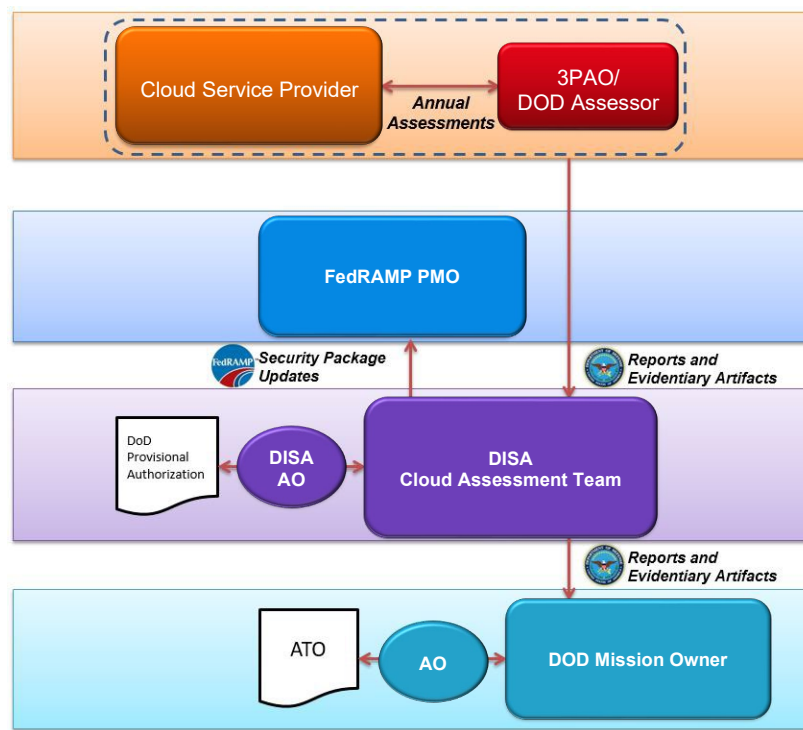 Cloud Service Provider
Annual
Assessments
3PAO/
DOD Assessor
FedRAMP PMO
FedRAMP
-Security Package
Updates
Reports and
Evidentiary Artifacts
DoD
Provisional
Authorization
DISA
AO
DISA
Cloud Assessment Team
Reports and
Evidentiary Artifacts
ATO
AO
DOD Mission Owner